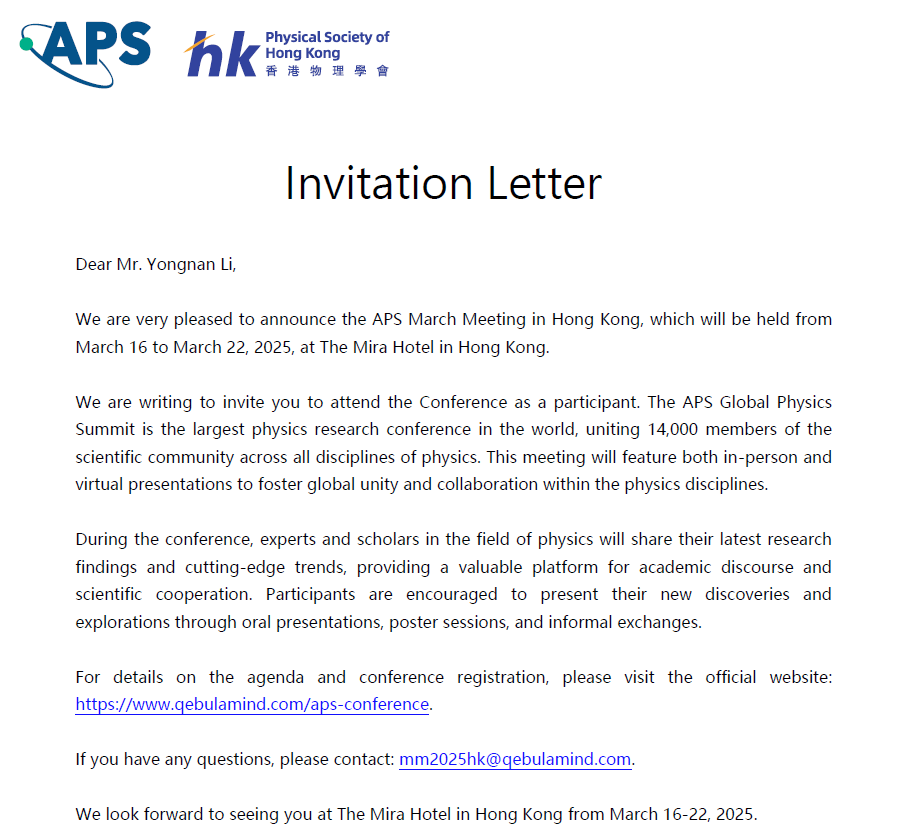 APS
hk Physical Society of
Hong Kong
香港物理學會
Invitation Letter
Dear Mr. Yongnan Li,
We are very pleased to announce the APS March Meeting in Hong Kong, which will be held from
March 16 to March 22, 2025, at The Mira Hotel in Hong Kong.
We are writing to invite you to attend the Conference as a participant. The APS Global Physics
Summit is the largest physics research conference in the world, uniting 14,000 members of the
scientific community across all disciplines of physics. This meeting will feature both in-person and
virtual presentations to foster global unity and collaboration within the physics disciplines.
During the conference, experts and scholars in the field of physics will share their latest research
findings and cutting-edge trends, providing a valuable platform for academic discourse and
scientific cooperation. Participants are encouraged to present their new discoveries and
explorations through oral presentations, poster sessions, and informal exchanges.
For details on the agenda and conference registration, please visit the official website:
https://www.qebulamind.com/aps-conference.
If you have any questions, please contact: mm2025hk@qebulamind.com.
We look forward to seeing you at The Mira Hotel in Hong Kong from March 16-22, 2025.